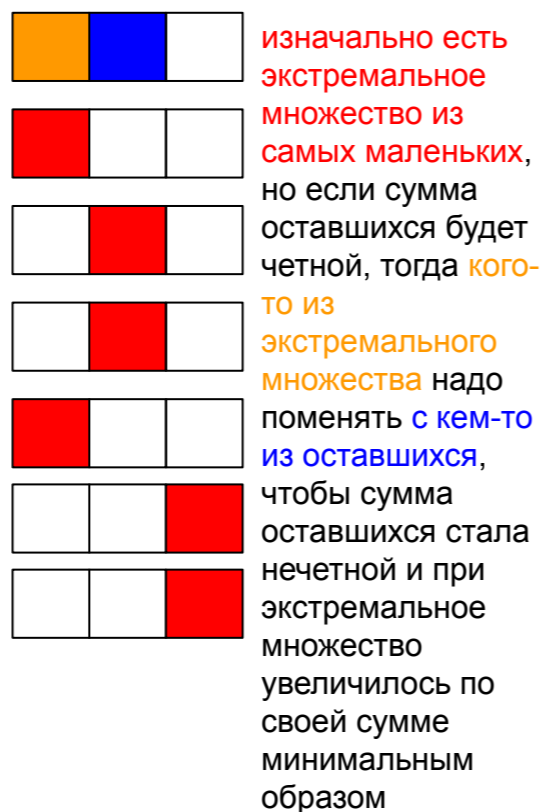 изначально есть
экстремальное
множество из
самых маленьких,
но если сумма
оставшихся будет
четной, тогда кого-
то из
экстремального
множества надо
поменять с кем-то
из оставшихся,
чтобы сумма
оставшихся стала
нечетной и при
экстремальное
множество
увеличилось по
своей сумме
минимальным
образом